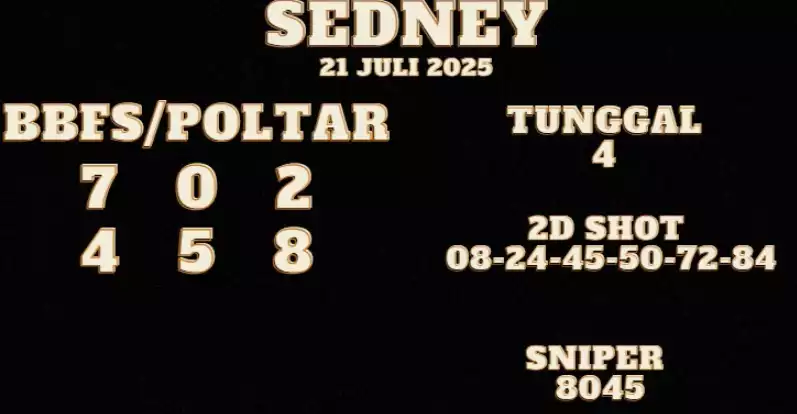 SEDNEY
21 JULI 2025
BBFS/POLTAR
7 0 2
4 5 8
TUNGGAL
4
2D SHOT
08-24-45-50-72-84
SNIPER
8045